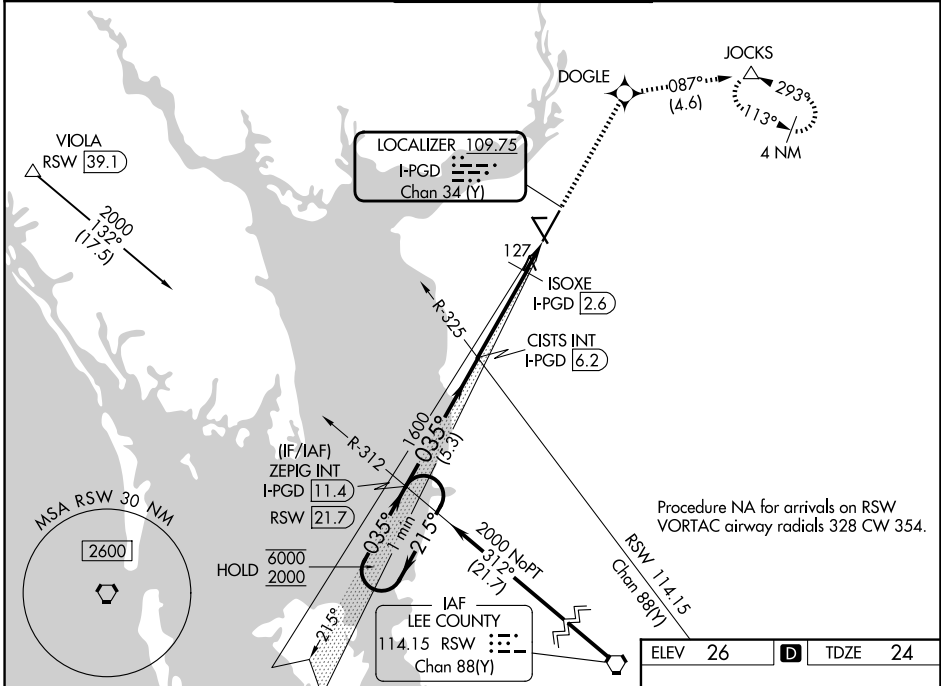 JOCKS
DOGLE
087°
(4.6)
293°
113°
4 NM
VIOLA
RSW 39.1
2000
132°
(17.5)
LOCALIZER 109.75
I-PGD
Chan 34 (Y)
127
ISOXE
I-PGD 2.6
R-325
CISTS INT
I-PGD 6.2
1600
035°
(5.3)
R-312
(IF/IAF)
ZEPIG INT
I-PGD 11.4
RSW 21.7
035°
1 min
215°
HOLD
6000
2000
215°
MSA RSW 30 NM
2600
2000 NoPT
312°
(21.7)
IAF
LEE COUNTY
114.15 RSW
Chan 88(Y)
Procedure NA for arrivals on RSW
VORTAC airway radials 328 CW 354.
RSW 114.15
Chan 88(Y)
ELEV 26 D TDZE 24